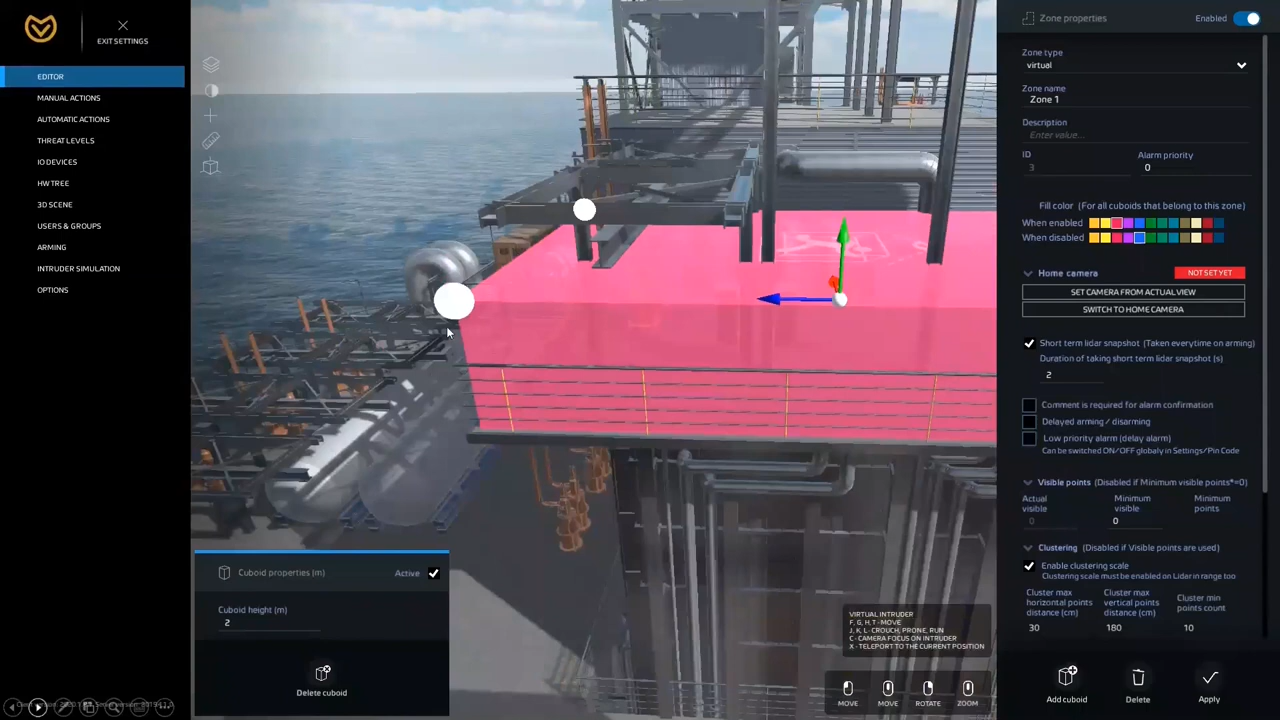 EXIT SETTINGS
EDITOR
MANUAL ACTIONS
AUTOMATIC ACTIONS
THREAT LEVELS
IO DEVICES
HW TREE
3D SCENE
USERS & GROUPS
ARMING
INTRUDER SIMULATION
OPTIONS
Cuboid properties (m)
Active
Cuboid height (m)
2
Delete cuboid
VIRTUAL INTRUDER
F, G, H, T - MOVE
J, K, L - CROUCH, PRONE, RUN
C - CAMERA FOCUS ON INTRUDER
X - TELEPORT TO THE CURRENT POSITION
MOVE
MOVE
ROTATE
ZOOM
Zone properties
Enabled
Zone type
virtual
Zone name
Zone 1
Description
Enter value...
ID
Alarm priority
3
0
Fill color (For all cuboids that belong to this zone)
When enabled
When disabled
Home camera
NOT SET YET
SET CAMERA FROM ACTUAL VIEW
SWITCH TO HOME CAMERA
Short term lidar snapshot (Taken everytime on arming)
Duration of taking short term lidar snapshot (s)
2
Comment is required for alarm confirmation
Delayed arming / disarming
Low priority alarm (delay alarm)
Can be switched ON/OFF globaly in Settings/Pin Code
Visible points (Disabled if Minimum visible points*=0)
Actual visible
Minimum visible
Minimum points
0
0
Clustering (Disabled if Visible points are used)
Enable clustering scale
Clustering scale must be enabled on Lidar in range too
Cluster max horizontal points distance (cm)
Cluster max vertical points distance (cm)
Cluster min points count
30
180
10
Add cuboid
Delete
Apply